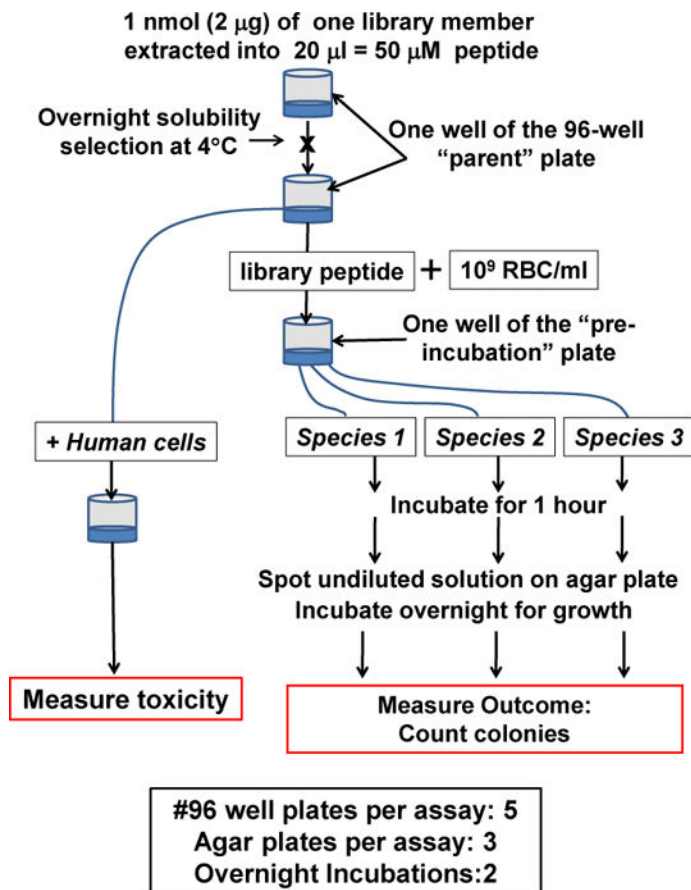 1 nmol (2 μg) of one library member
extracted into 20 μl = 50 μM peptide
Overnight solubility
selection at 4°C
One well of the 96-well
“parent” plate
library peptide + 10⁹ RBC/ml
One well of the “pre-
incubation” plate
+ Human cells
Species 1 Species 2 Species 3
Incubate for 1 hour
Spot undiluted solution on agar plate
Incubate overnight for growth
Measure toxicity
Measure Outcome:
Count colonies
#96 well plates per assay: 5
Agar plates per assay: 3
Overnight Incubations:2